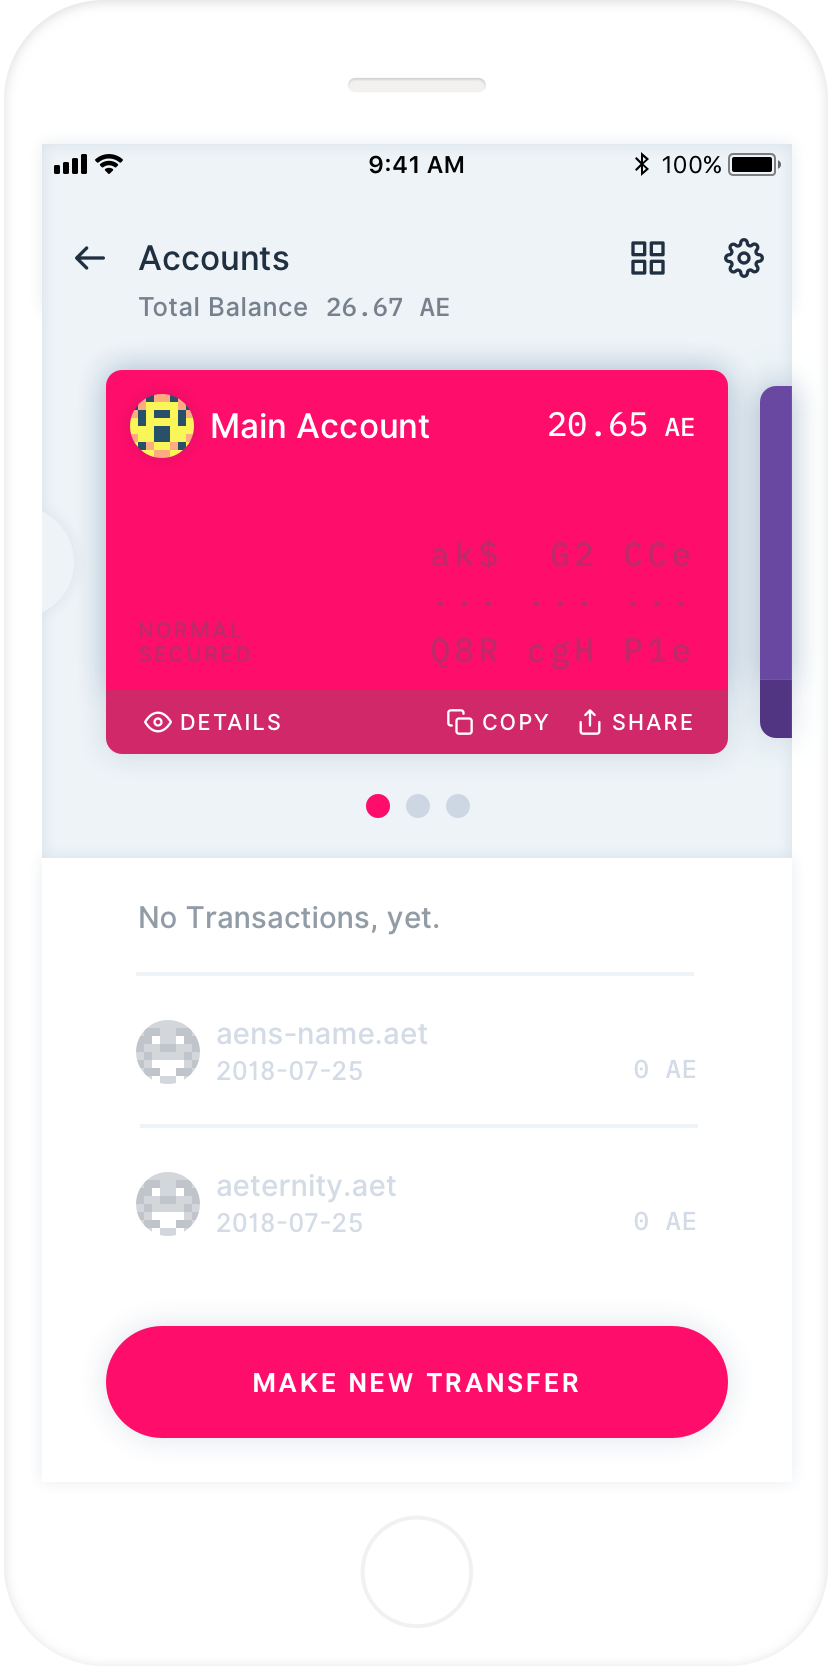 9:41 AM 100%
Accounts
Total Balance 26.67 AE
Main Account 20.65 AE
ak$ G2 CCe
... ... ...
NORMAL
SECURED
Q8R cgH P1e
DETAILS COPY SHARE
No Transactions, yet.
aens-name.aet
2018-07-25 0 AE
aeternity.aet
2018-07-25 0 AE
MAKE NEW TRANSFER